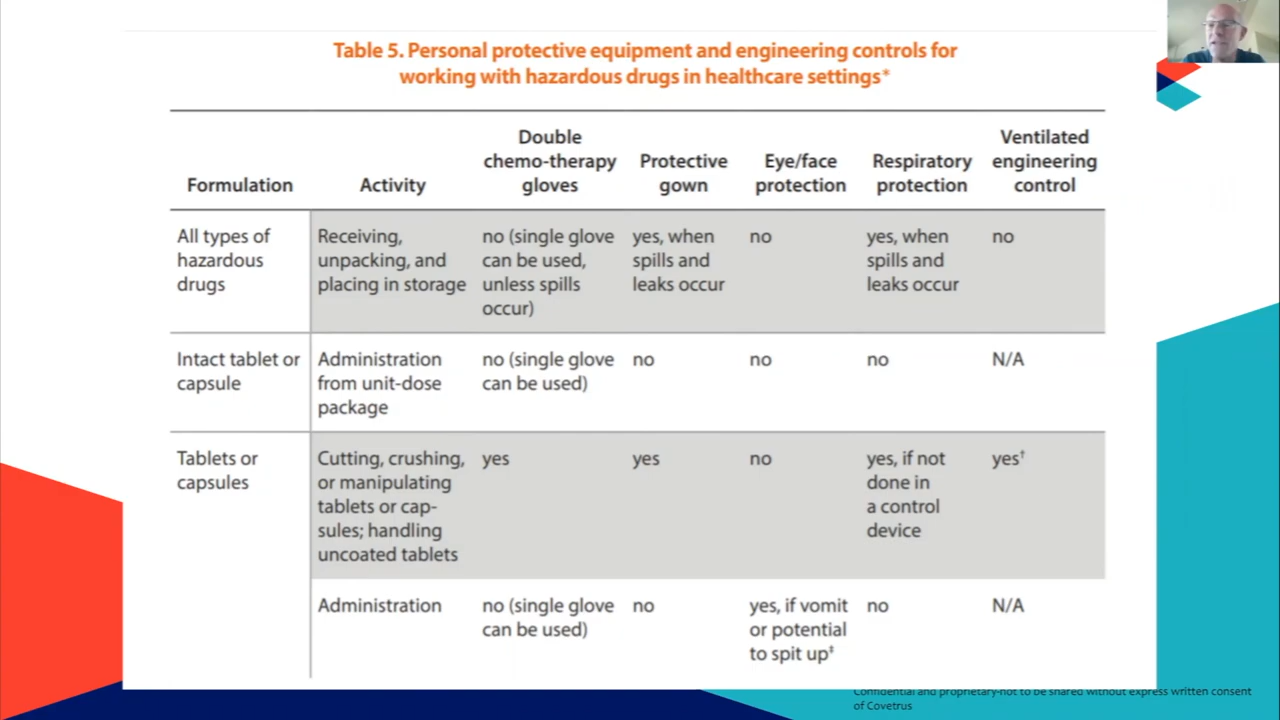 Table 5. Personal protective equipment and engineering controls for
working with hazardous drugs in healthcare settings*
Formulation
Activity
Double
chemo-therapy
gloves
Protective
gown
Eye/face
protection
Respiratory
protection
Ventilated
engineering
control
All types of
hazardous
drugs
Receiving,
unpacking, and
placing in storage
no (single glove
can be used,
unless spills
occur)
yes, when
spills and
leaks occur
no
yes, when
spills and
leaks occur
no
Intact tablet or
capsule
Administration
from unit-dose
package
no (single glove
can be used)
no
no
no
N/A
Tablets or
capsules
Cutting, crushing,
or manipulating
tablets or cap-
sules; handling
uncoated tablets
yes
yes
no
yes, if not
done in
a control
device
yes†
Administration
no (single glove
can be used)
no
yes, if vomit
or potential
to spit up‡
no
N/A
Confidential and proprietary-not to be shared without express written consent
of Covetrus